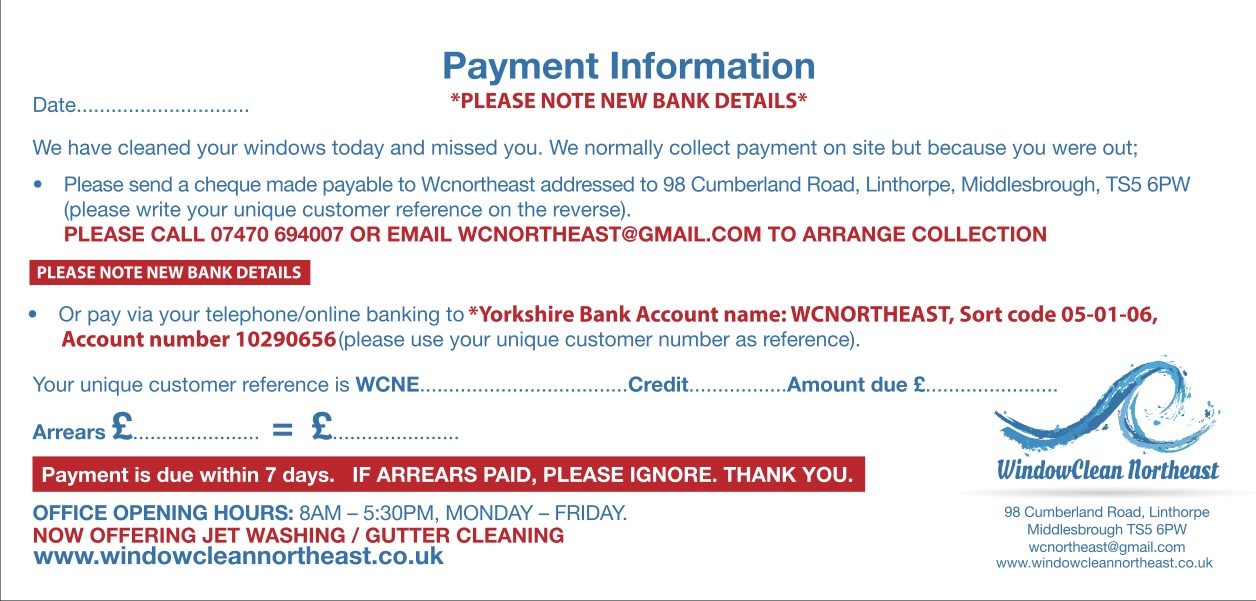 Payment Information
*PLEASE NOTE NEW BANK DETAILS*
Date..............................
We have cleaned your windows today and missed you. We normally collect payment on site but because you were out;
• Please send a cheque made payable to Wcnortheast addressed to 98 Cumberland Road, Linthorpe, Middlesbrough, TS5 6PW
(please write your unique customer reference on the reverse).
PLEASE CALL 07470 694007 OR EMAIL WCNORTHEAST@GMAIL.COM TO ARRANGE COLLECTION
PLEASE NOTE NEW BANK DETAILS
• Or pay via your telephone/online banking to *Yorkshire Bank Account name: WCNORTHEAST, Sort code 05-01-06,
Account number 10290656 (please use your unique customer number as reference).
Your unique customer reference is WCNE....................................Credit.................Amount due £.......................
Arrears £...................... = £......................
Payment is due within 7 days. IF ARREARS PAID, PLEASE IGNORE. THANK YOU.
OFFICE OPENING HOURS: 8AM – 5:30PM, MONDAY – FRIDAY.
NOW OFFERING JET WASHING / GUTTER CLEANING
www.windowcleannortheast.co.uk
WindowClean Northeast
98 Cumberland Road, Linthorpe
Middlesbrough TS5 6PW
wcnortheast@gmail.com
www.windowcleannortheast.co.uk